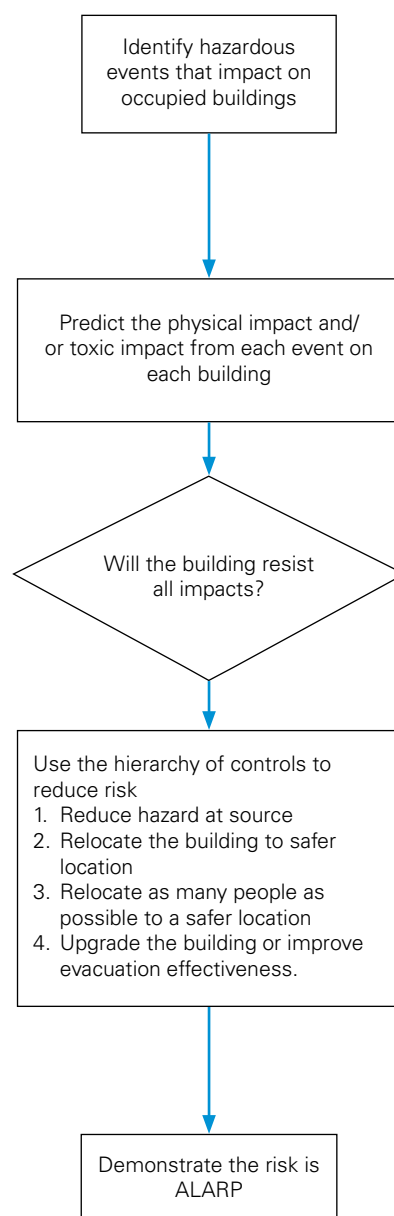 Identify hazardous
events that impact on
occupied buildings
Predict the physical impact and/
or toxic impact from each event on
each building
Will the building resist
all impacts?
Use the hierarchy of controls to
reduce risk
1. Reduce hazard at source
2. Relocate the building to safer
location
3. Relocate as many people as
possible to a safer location
4. Upgrade the building or improve
evacuation effectiveness.
Demonstrate the risk is
ALARP